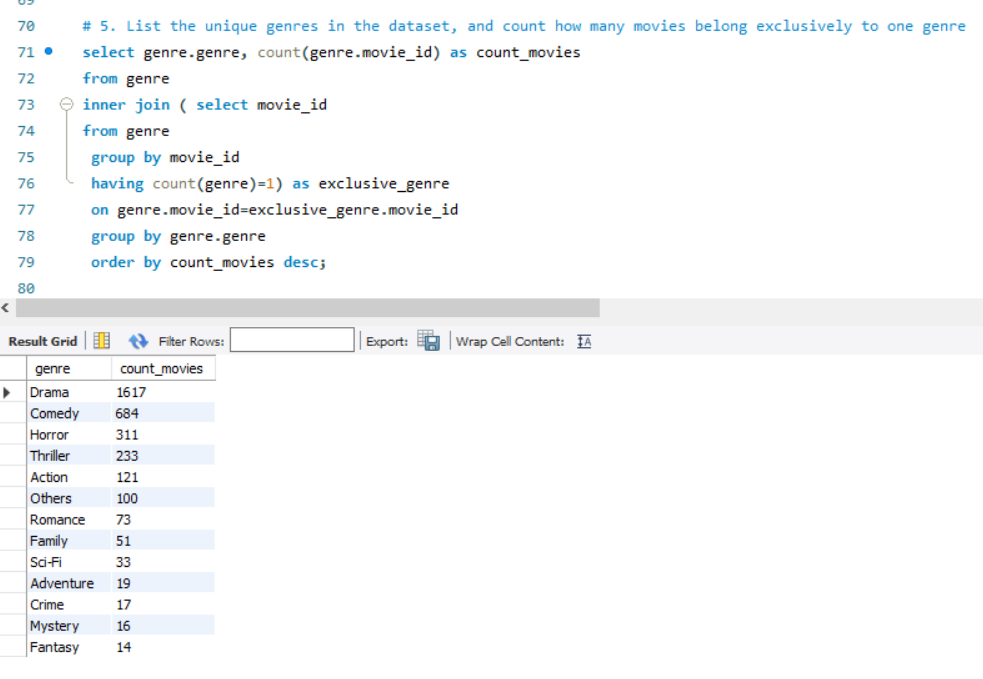 69
70 # 5. List the unique genres in the dataset, and count how many movies belong exclusively to one genre
71 select genre.genre, count(genre.movie_id) as count_movies
72 from genre
73 inner join ( select movie_id
74 from genre
75 group by movie_id
76 having count(genre)=1) as exclusive_genre
77 on genre.movie_id=exclusive_genre.movie_id
78 group by genre.genre
79 order by count_movies desc;
80
Result Grid Filter Rows: Export: Wrap Cell Content: IA
genre count_movies
Drama 1617
Comedy 684
Horror 311
Thriller 233
Action 121
Others 100
Romance 73
Family 51
Sci-Fi 33
Adventure 19
Crime 17
Mystery 16
Fantasy 14